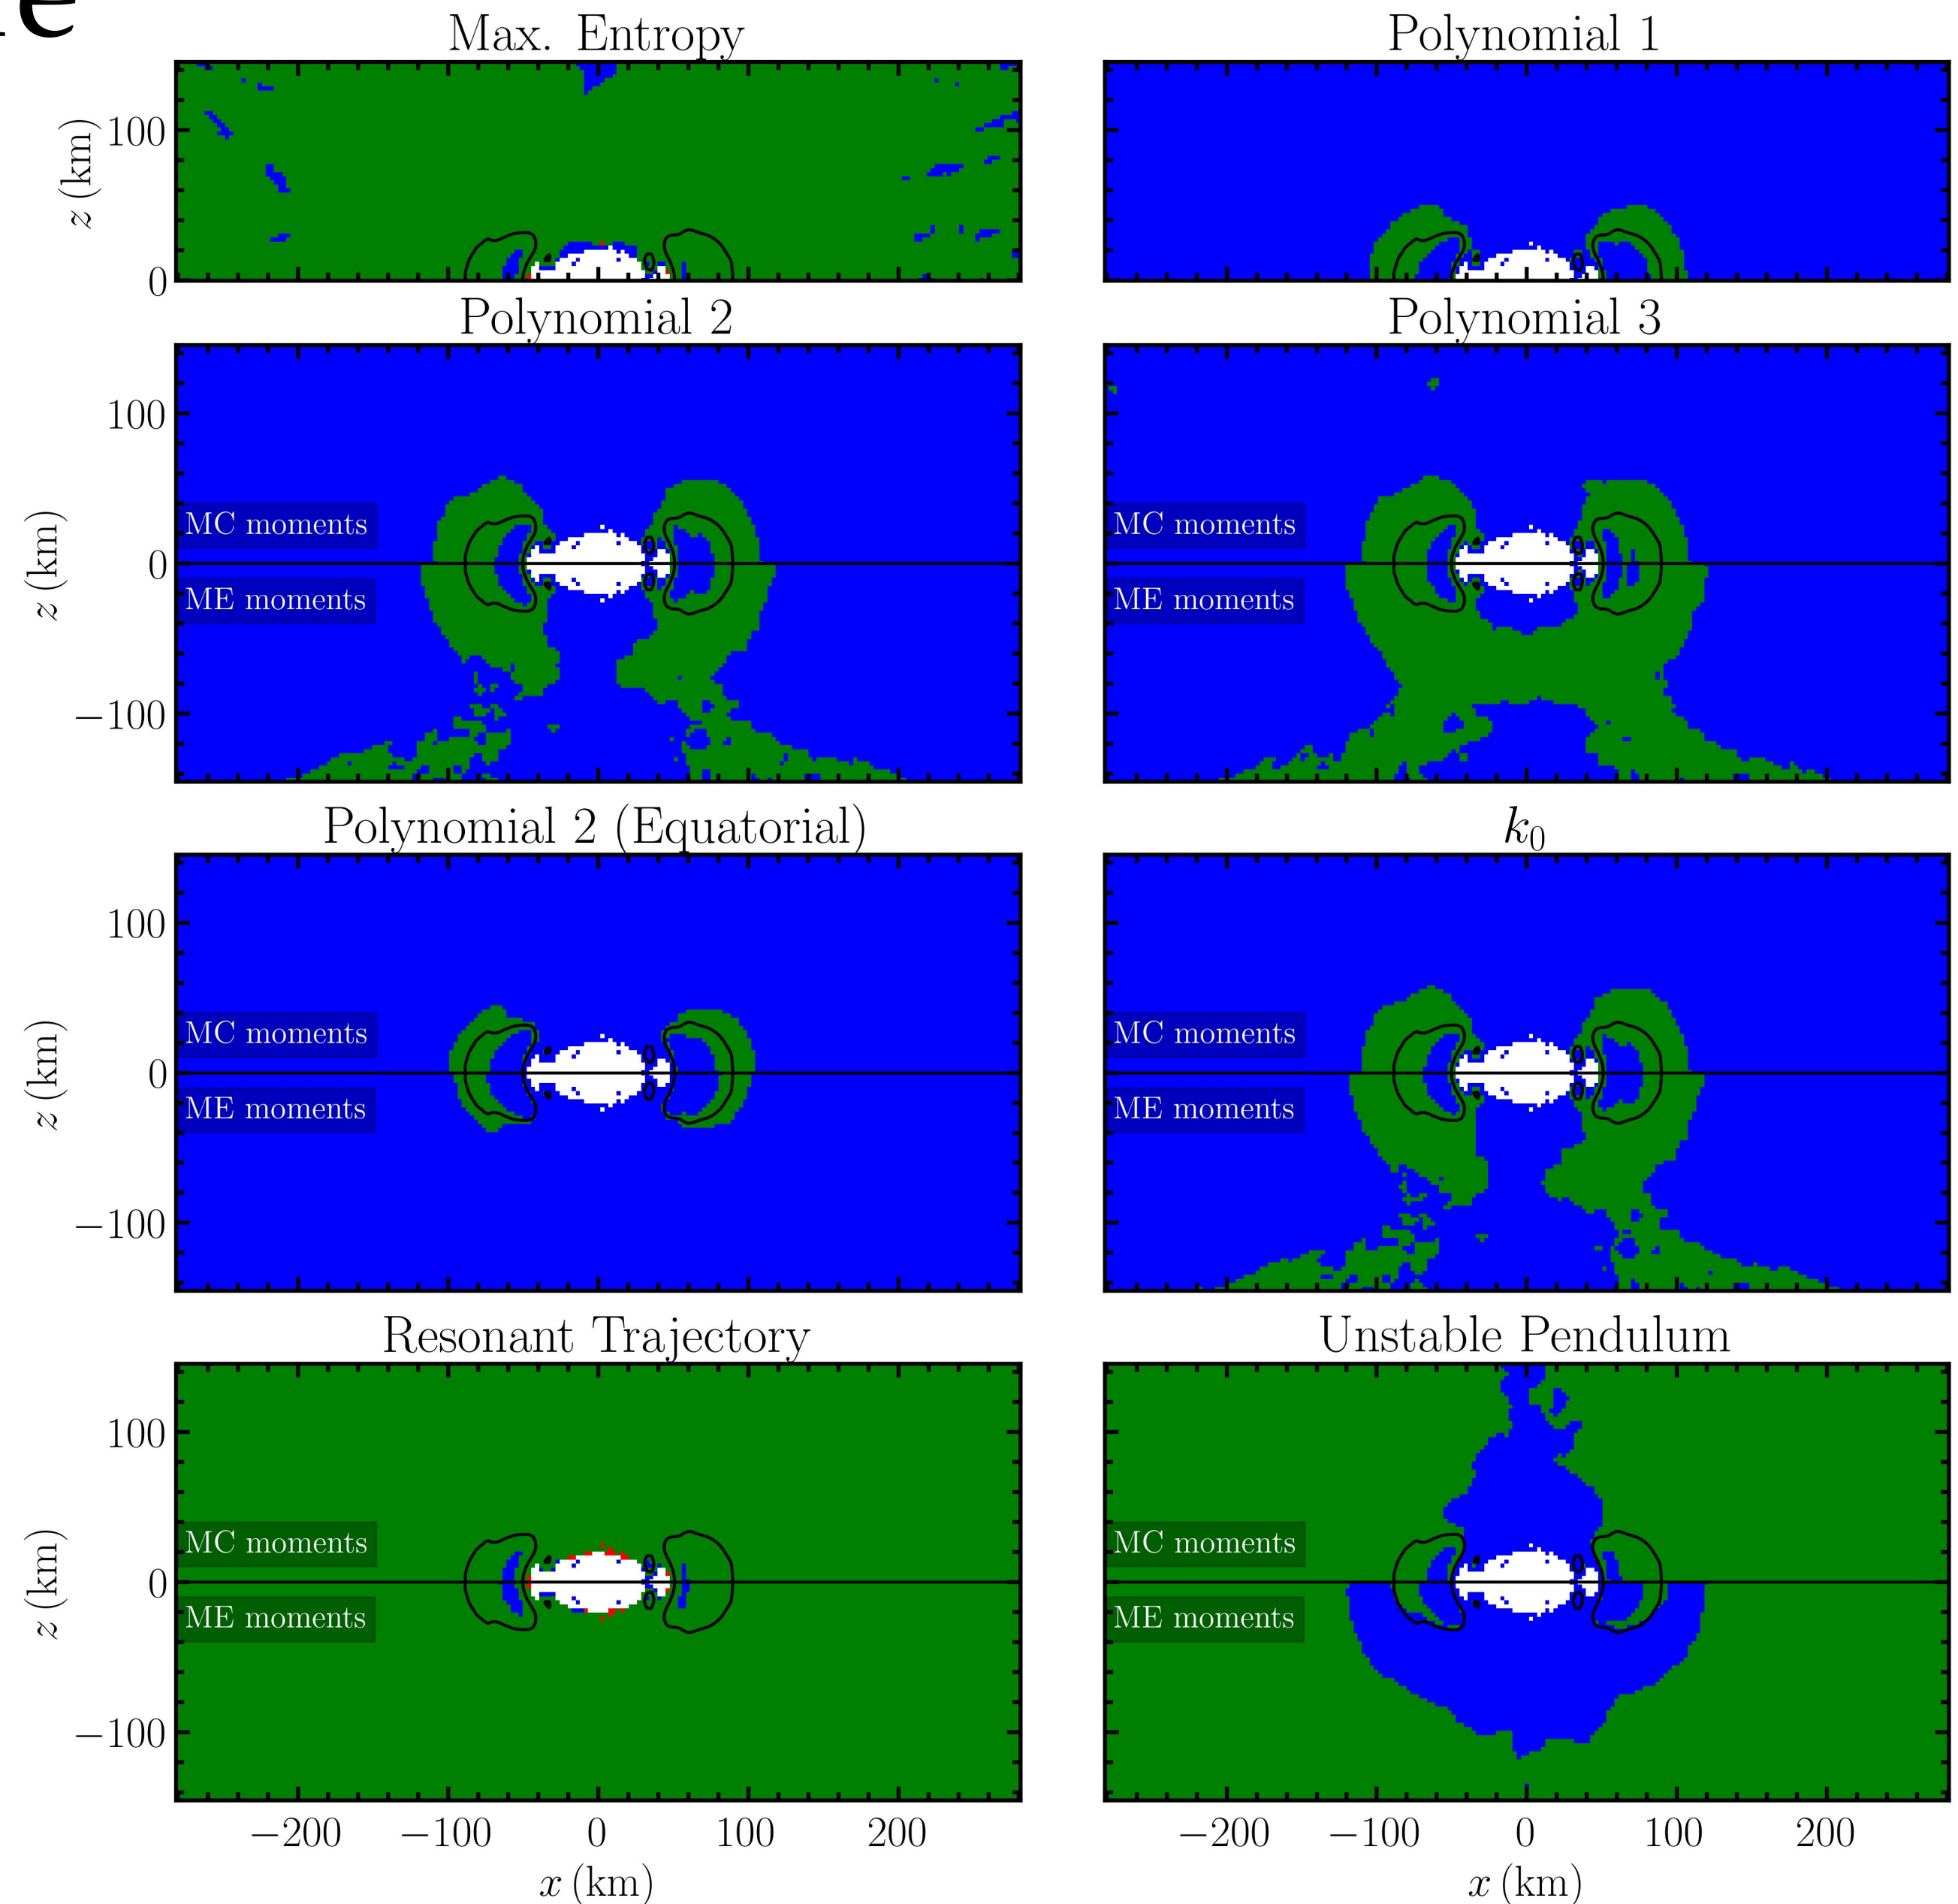 Max. Entropy
Polynomial 1
z (km)
100
0
Polynomial 2
Polynomial 3
z (km)
100
0
−100
MC moments
ME moments
MC moments
ME moments
Polynomial 2 (Equatorial)
k₀
z (km)
100
0
−100
MC moments
ME moments
MC moments
ME moments
Resonant Trajectory
Unstable Pendulum
z (km)
100
0
−100
MC moments
ME moments
MC moments
ME moments
−200 −100 0 100 200
−200 −100 0 100 200
x (km)
x (km)